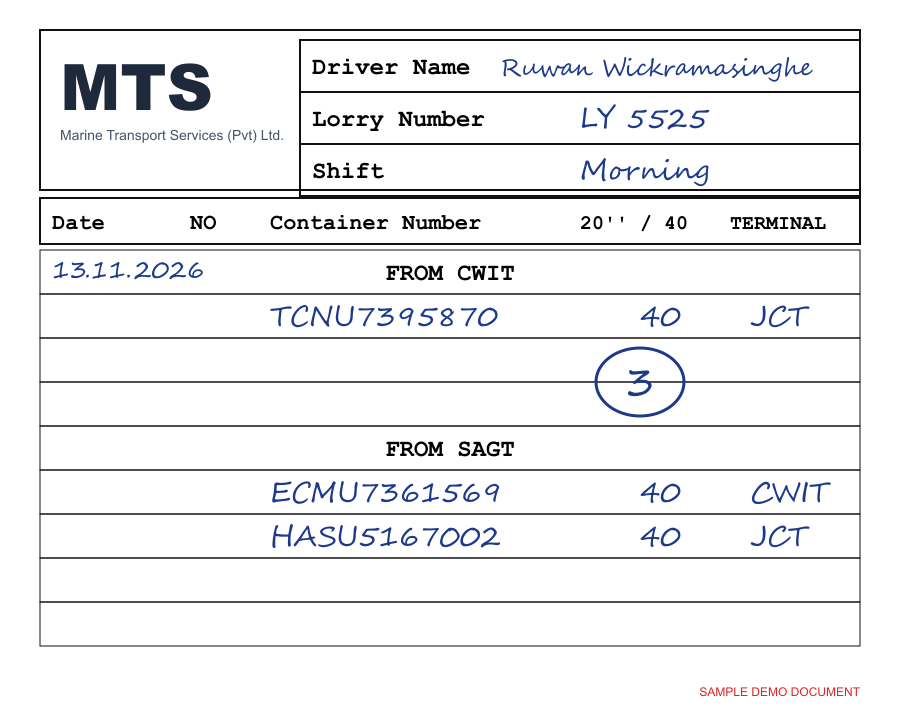 MTS
Marine Transport Services (Pvt) Ltd.
Driver Name Ruwan Wickramasinghe
Lorry Number LY 5525
Shift Morning
Date NO Container Number 20'' / 40 TERMINAL
13.11.2026 FROM CWIT
TCNU7395870 40 JCT
3
FROM SAGT
ECMU7361569 40 CWIT
HASU5167002 40 JCT
SAMPLE DEMO DOCUMENT